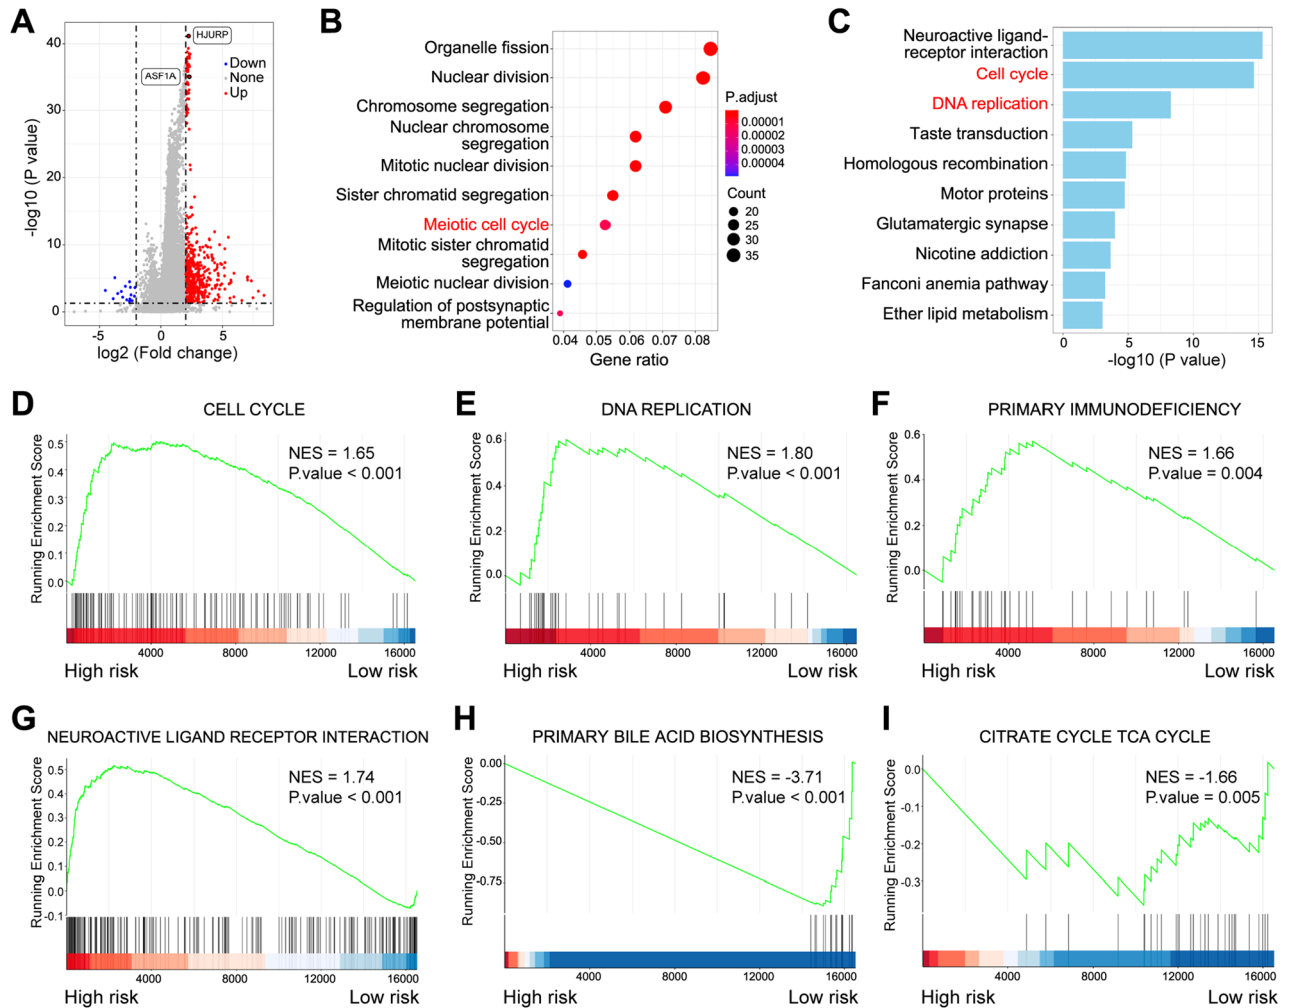 A
HJURP
ASF1A
Down
None
Up
40
30
20
10
0
-log10 (P value)
-5
0
5
log2 (Fold change)
B
Organelle fission
Nuclear division
Chromosome segregation
Nuclear chromosome
segregation
Mitotic nuclear division
Sister chromatid segregation
Meiotic cell cycle
Mitotic sister chromatid
segregation
Meiotic nuclear division
Regulation of postsynaptic
membrane potential
0.04 0.05 0.06 0.07 0.08
Gene ratio
P.adjust
0.00001
0.00002
0.00003
0.00004
Count
20
25
30
35
C
Neuroactive ligand-
receptor interaction
Cell cycle
DNA replication
Taste transduction
Homologous recombination
Motor proteins
Glutamatergic synapse
Nicotine addiction
Fanconi anemia pathway
Ether lipid metabolism
0 5 10 15
-log10 (P value)
D
CELL CYCLE
NES = 1.65
P.value < 0.001
Running Enrichment Score
0.5
0.4
0.3
0.2
0.1
0.0
4000 8000 12000 16000
High risk Low risk
E
DNA REPLICATION
NES = 1.80
P.value < 0.001
Running Enrichment Score
0.6
0.4
0.2
0.0
4000 8000 12000 16000
High risk Low risk
F
PRIMARY IMMUNODEFICIENCY
NES = 1.66
P.value = 0.004
Running Enrichment Score
0.6
0.4
0.2
0.0
4000 8000 12000 16000
High risk Low risk
G
NEUROACTIVE LIGAND RECEPTOR INTERACTION
NES = 1.74
P.value < 0.001
Running Enrichment Score
0.5
0.4
0.3
0.2
0.1
0.0
-0.1
4000 8000 12000 16000
High risk Low risk
H
PRIMARY BILE ACID BIOSYNTHESIS
NES = -3.71
P.value < 0.001
Running Enrichment Score
0.00
-0.25
-0.50
-0.75
4000 8000 12000 16000
High risk Low risk
I
CITRATE CYCLE TCA CYCLE
NES = -1.66
P.value = 0.005
Running Enrichment Score
0.0
-0.1
-0.2
-0.3
4000 8000 12000 16000
High risk Low risk